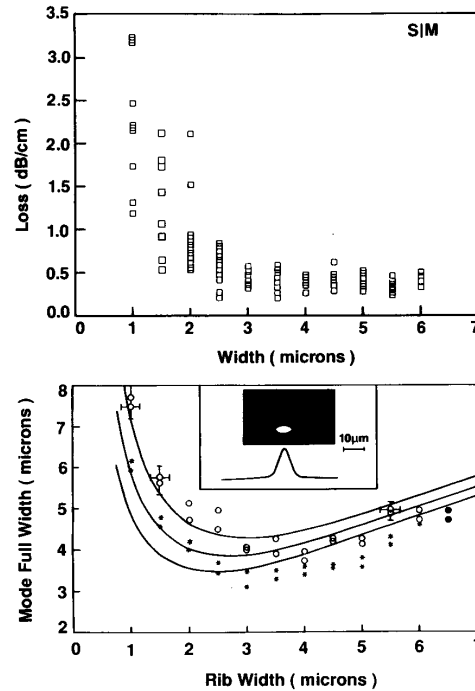 S|M
3.5
3.0
2.5
2.0
1.5
1.0
0.5
0.0
Loss ( dB/cm )
0 1 2 3 4 5 6 7
Width ( microns )
8
7
6
5
4
3
2
Mode Full Width ( microns )
10μm
0 1 2 3 4 5 6 7
Rib Width ( microns )